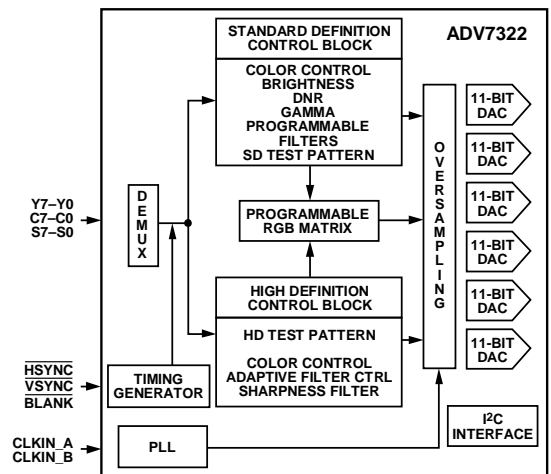 ADV7322
STANDARD DEFINITION
CONTROL BLOCK
COLOR CONTROL
BRIGHTNESS
DNR
GAMMA
PROGRAMMABLE
FILTERS
SD TEST PATTERN
Y7–Y0
C7–C0
S7–S0
DEMUX
PROGRAMMABLE
RGB MATRIX
HIGH DEFINITION
CONTROL BLOCK
HD TEST PATTERN
COLOR CONTROL
ADAPTIVE FILTER CTRL
SHARPNESS FILTER
OVERSAMPLING
11-BIT
DAC
11-BIT
DAC
11-BIT
DAC
11-BIT
DAC
11-BIT
DAC
11-BIT
DAC
HSYNC
VSYNC
BLANK
TIMING
GENERATOR
CLKIN_A
CLKIN_B
PLL
I²C
INTERFACE